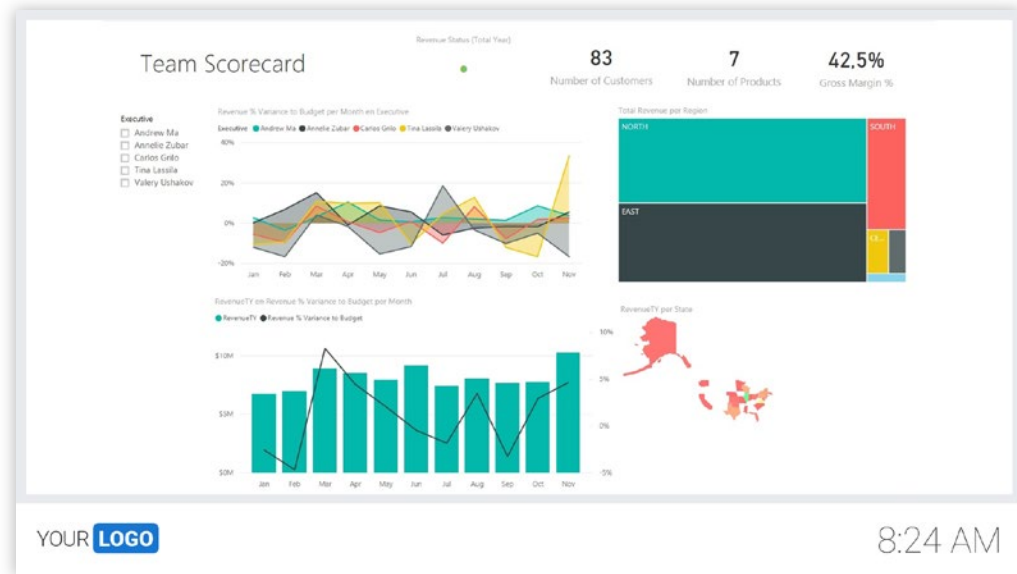 Revenue Status (Total Year)
Team Scorecard
83
Number of Customers
7
Number of Products
42,5%
Gross Margin %
Executive
Andrew Ma
Annelie Zubar
Carlos Grilo
Tina Lassila
Valery Ushakov
Revenue % Variance to Budget per Month en Executive
Executive Andrew Ma Annelie Zubar Carlos Grilo Tina Lassila Valery Ushakov
40%
20%
0%
-20%
Jan Feb Mar Apr May Jun Jul Aug Sep Oct Nov
Total Revenue per Region
NORTH
SOUTH
EAST
CE...
RevenueTY en Revenue % Variance to Budget per Month
RevenueTY Revenue % Variance to Budget
$10M
$5M
$0M
10%
5%
0%
-5%
Jan Feb Mar Apr May Jun Jul Aug Sep Oct Nov
RevenueTY per State
YOUR LOGO
8:24 AM